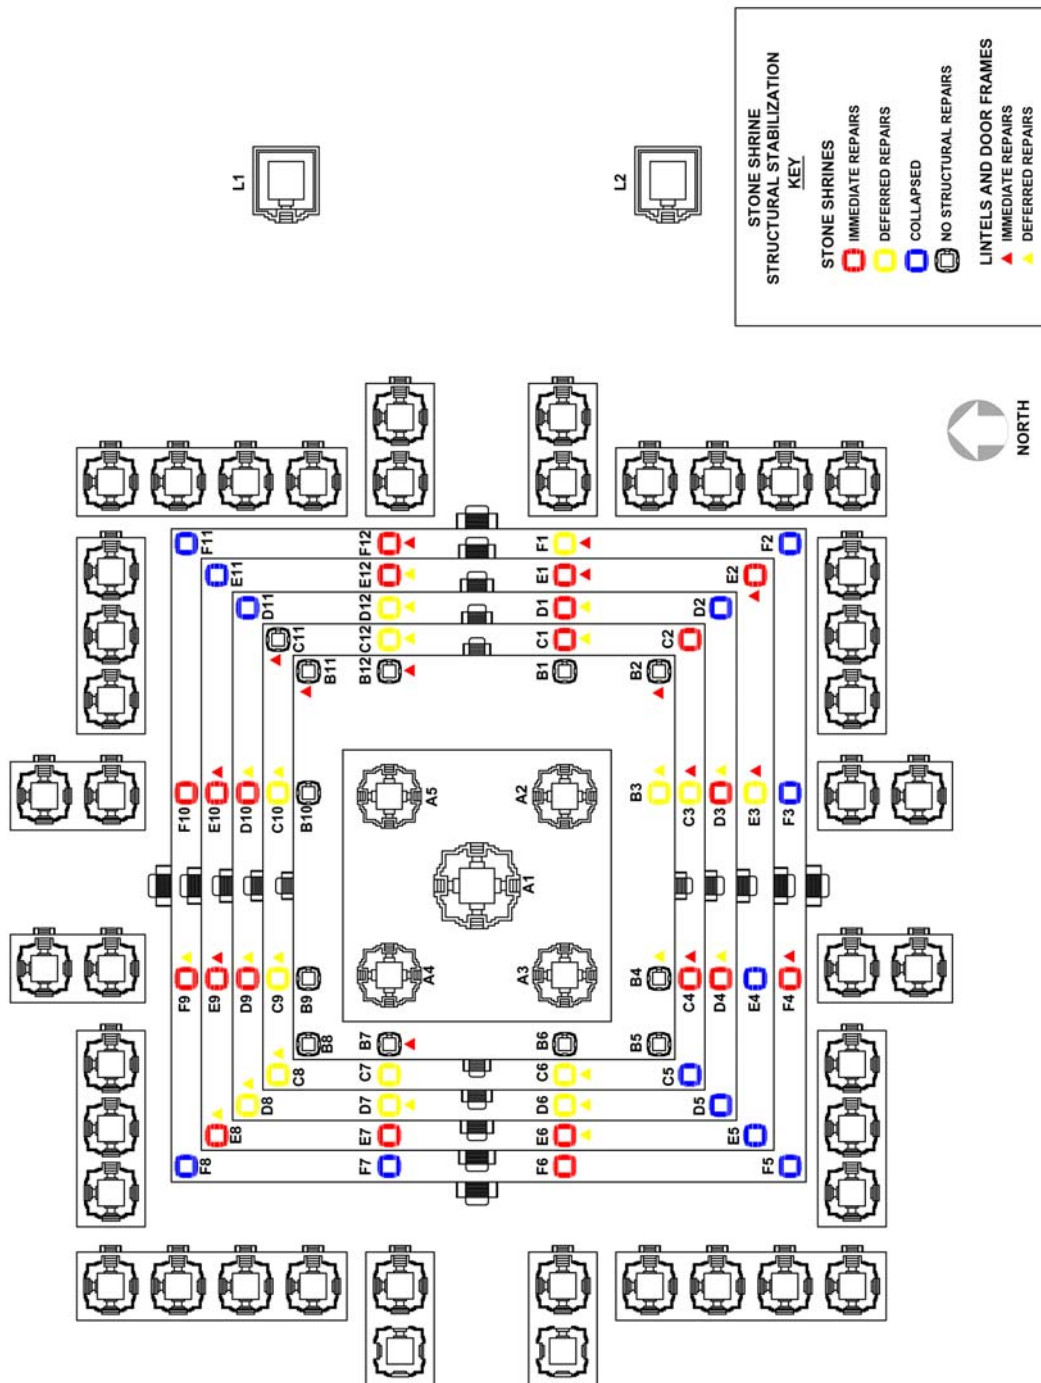 L1
L2
STONE SHRINE
STRUCTURAL STABILIZATION
KEY
STONE SHRINES
IMMEDIATE REPAIRS
DEFERRED REPAIRS
COLLAPSED
NO STRUCTURAL REPAIRS
LINTELS AND DOOR FRAMES
IMMEDIATE REPAIRS
DEFERRED REPAIRS
NORTH
F11
F12
F1
F2
E11
E12
E1
E2
D11
D12
D1
D2
C11
C12
C1
C2
B11
B12
B1
B2
F10
E10
D10
C10
B10
A5
A2
B3
C3
D3
E3
F3
A1
F9
E9
D9
C9
B9
A4
A3
B4
C4
D4
E4
F4
B8
B7
B6
B5
C8
C7
C6
C5
D8
D7
D6
D5
E8
E7
E6
E5
F8
F7
F6
F5